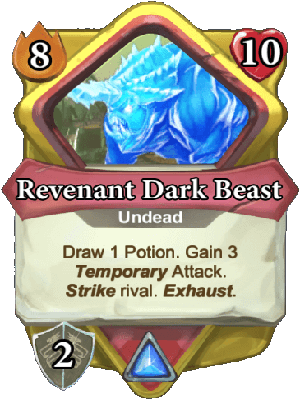 8
10
Revenant Dark Beast
Undead
Draw 1 Potion. Gain 3
Temporary Attack.
Strike rival. Exhaust.
2